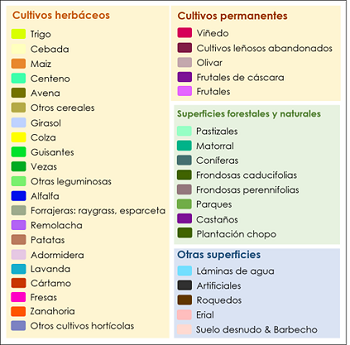 Cultivos herbáceos
Trigo
Cebada
Maiz
Centeno
Avena
Otros cereales
Girasol
Colza
Guisantes
Vezas
Otras leguminosas
Alfalfa
Forrajeras: raygrass, esparceta
Remolacha
Patatas
Adormidera
Lavanda
Cártamo
Fresas
Zanahoria
Otros cultivos hortícolas
Cultivos permanentes
Viñedo
Cultivos leñosos abandonados
Olivar
Frutales de cáscara
Frutales
Superficies forestales y naturales
Pastizales
Matorral
Coníferas
Frondosas caducifolias
Frondosas perennifolias
Parques
Castaños
Plantación chopo
Otras superficies
Láminas de agua
Artificiales
Roquedos
Erial
Suelo desnudo & Barbecho